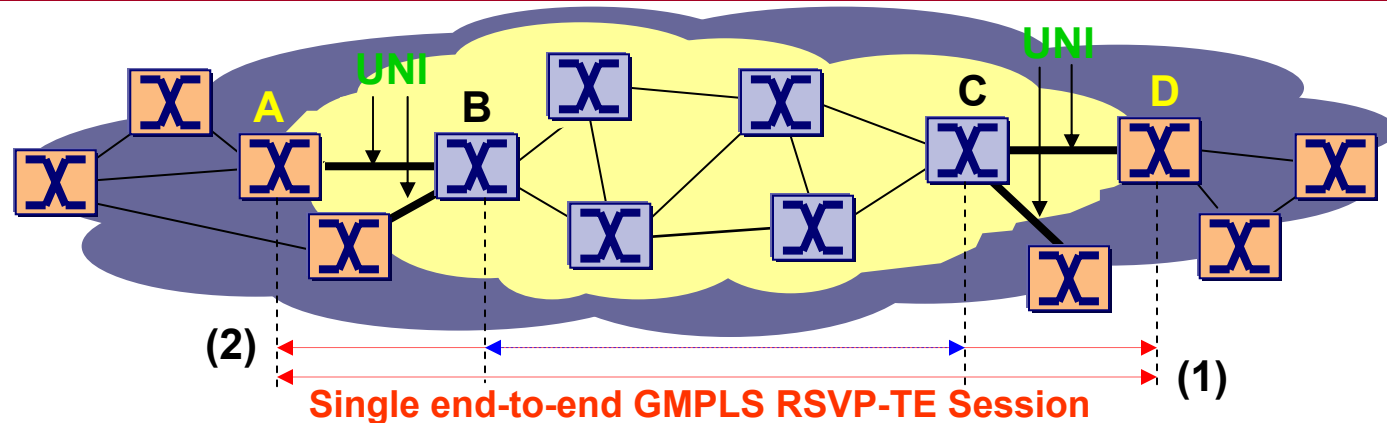 UNI
UNI
A
B
C
D
(2)
(1)
Single end-to-end GMPLS RSVP-TE Session